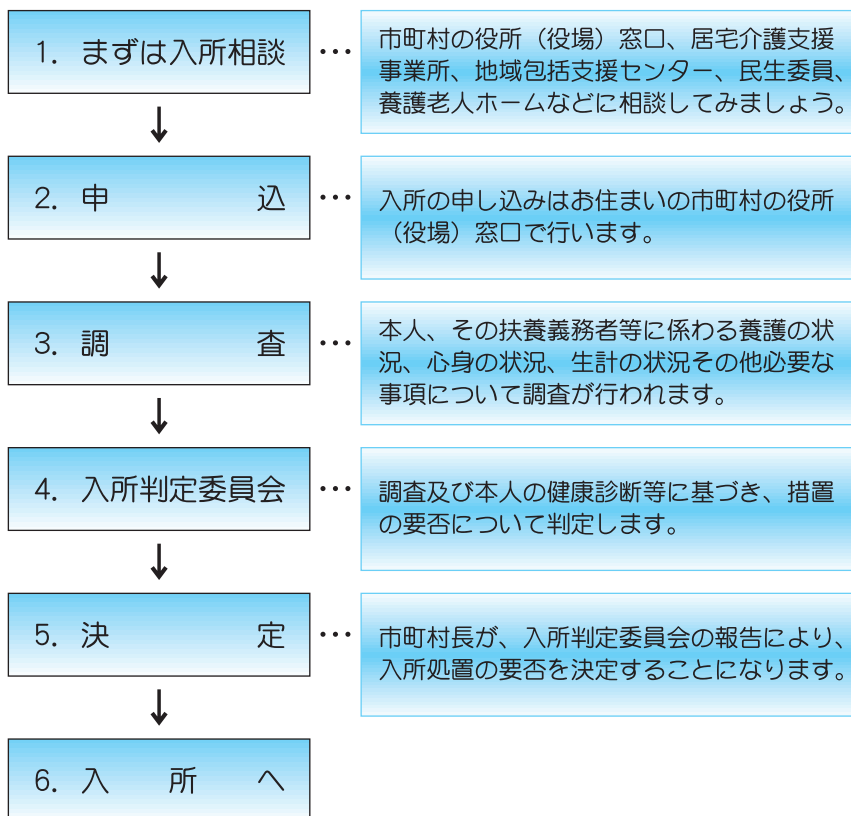 1. まずは入所相談 …
市町村の役所（役場）窓口、居宅介護支援
事業所、地域包括支援センター、民生委員、
養護老人ホームなどに相談してみましょう。
↓
2. 申　込 …
入所の申し込みはお住まいの市町村の役所
（役場）窓口で行います。
↓
3. 調　査 …
本人、その扶養義務者等に係わる養護の状
況、心身の状況、生計の状況その他必要な
事項について調査が行われます。
↓
4. 入所判定委員会 …
調査及び本人の健康診断等に基づき、措置
の要否について判定します。
↓
5. 決　定 …
市町村長が、入所判定委員会の報告により、
入所処置の要否を決定することになります。
↓
6. 入　所　へ